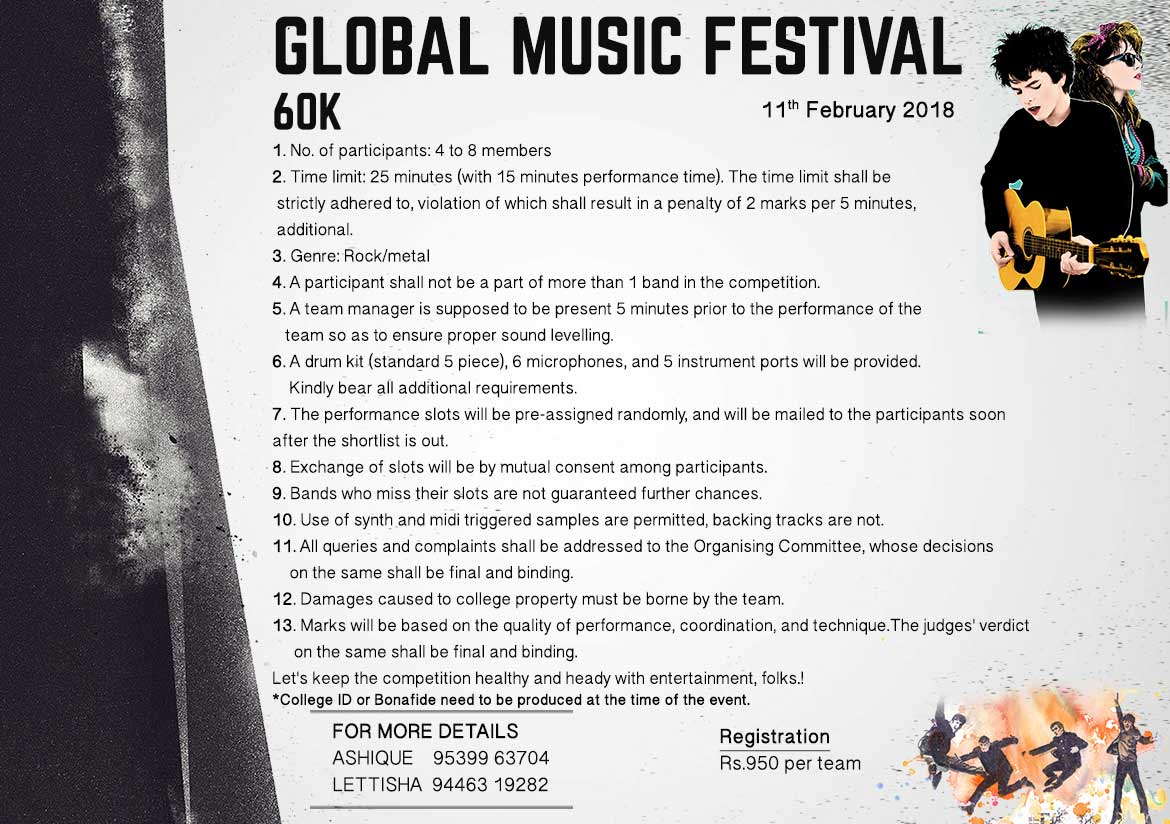 GLOBAL MUSIC FESTIVAL
60K
11th February 2018
1. No. of participants: 4 to 8 members
2. Time limit: 25 minutes (with 15 minutes performance time). The time limit shall be
strictly adhered to, violation of which shall result in a penalty of 2 marks per 5 minutes,
additional.
3. Genre: Rock/metal
4. A participant shall not be a part of more than 1 band in the competition.
5. A team manager is supposed to be present 5 minutes prior to the performance of the
team so as to ensure proper sound levelling.
6. A drum kit (standard 5 piece), 6 microphones, and 5 instrument ports will be provided.
Kindly bear all additional requirements.
7. The performance slots will be pre-assigned randomly, and will be mailed to the participants soon
after the shortlist is out.
8. Exchange of slots will be by mutual consent among participants.
9. Bands who miss their slots are not guaranteed further chances.
10. Use of synth and midi triggered samples are permitted, backing tracks are not.
11. All queries and complaints shall be addressed to the Organising Committee, whose decisions
on the same shall be final and binding.
12. Damages caused to college property must be borne by the team.
13. Marks will be based on the quality of performance, coordination, and technique.The judges' verdict
on the same shall be final and binding.
Let's keep the competition healthy and heady with entertainment, folks.!
*College ID or Bonafide need to be produced at the time of the event.
FOR MORE DETAILS
ASHIQUE 95399 63704
LETTISHA 94463 19282
Registration
Rs.950 per team